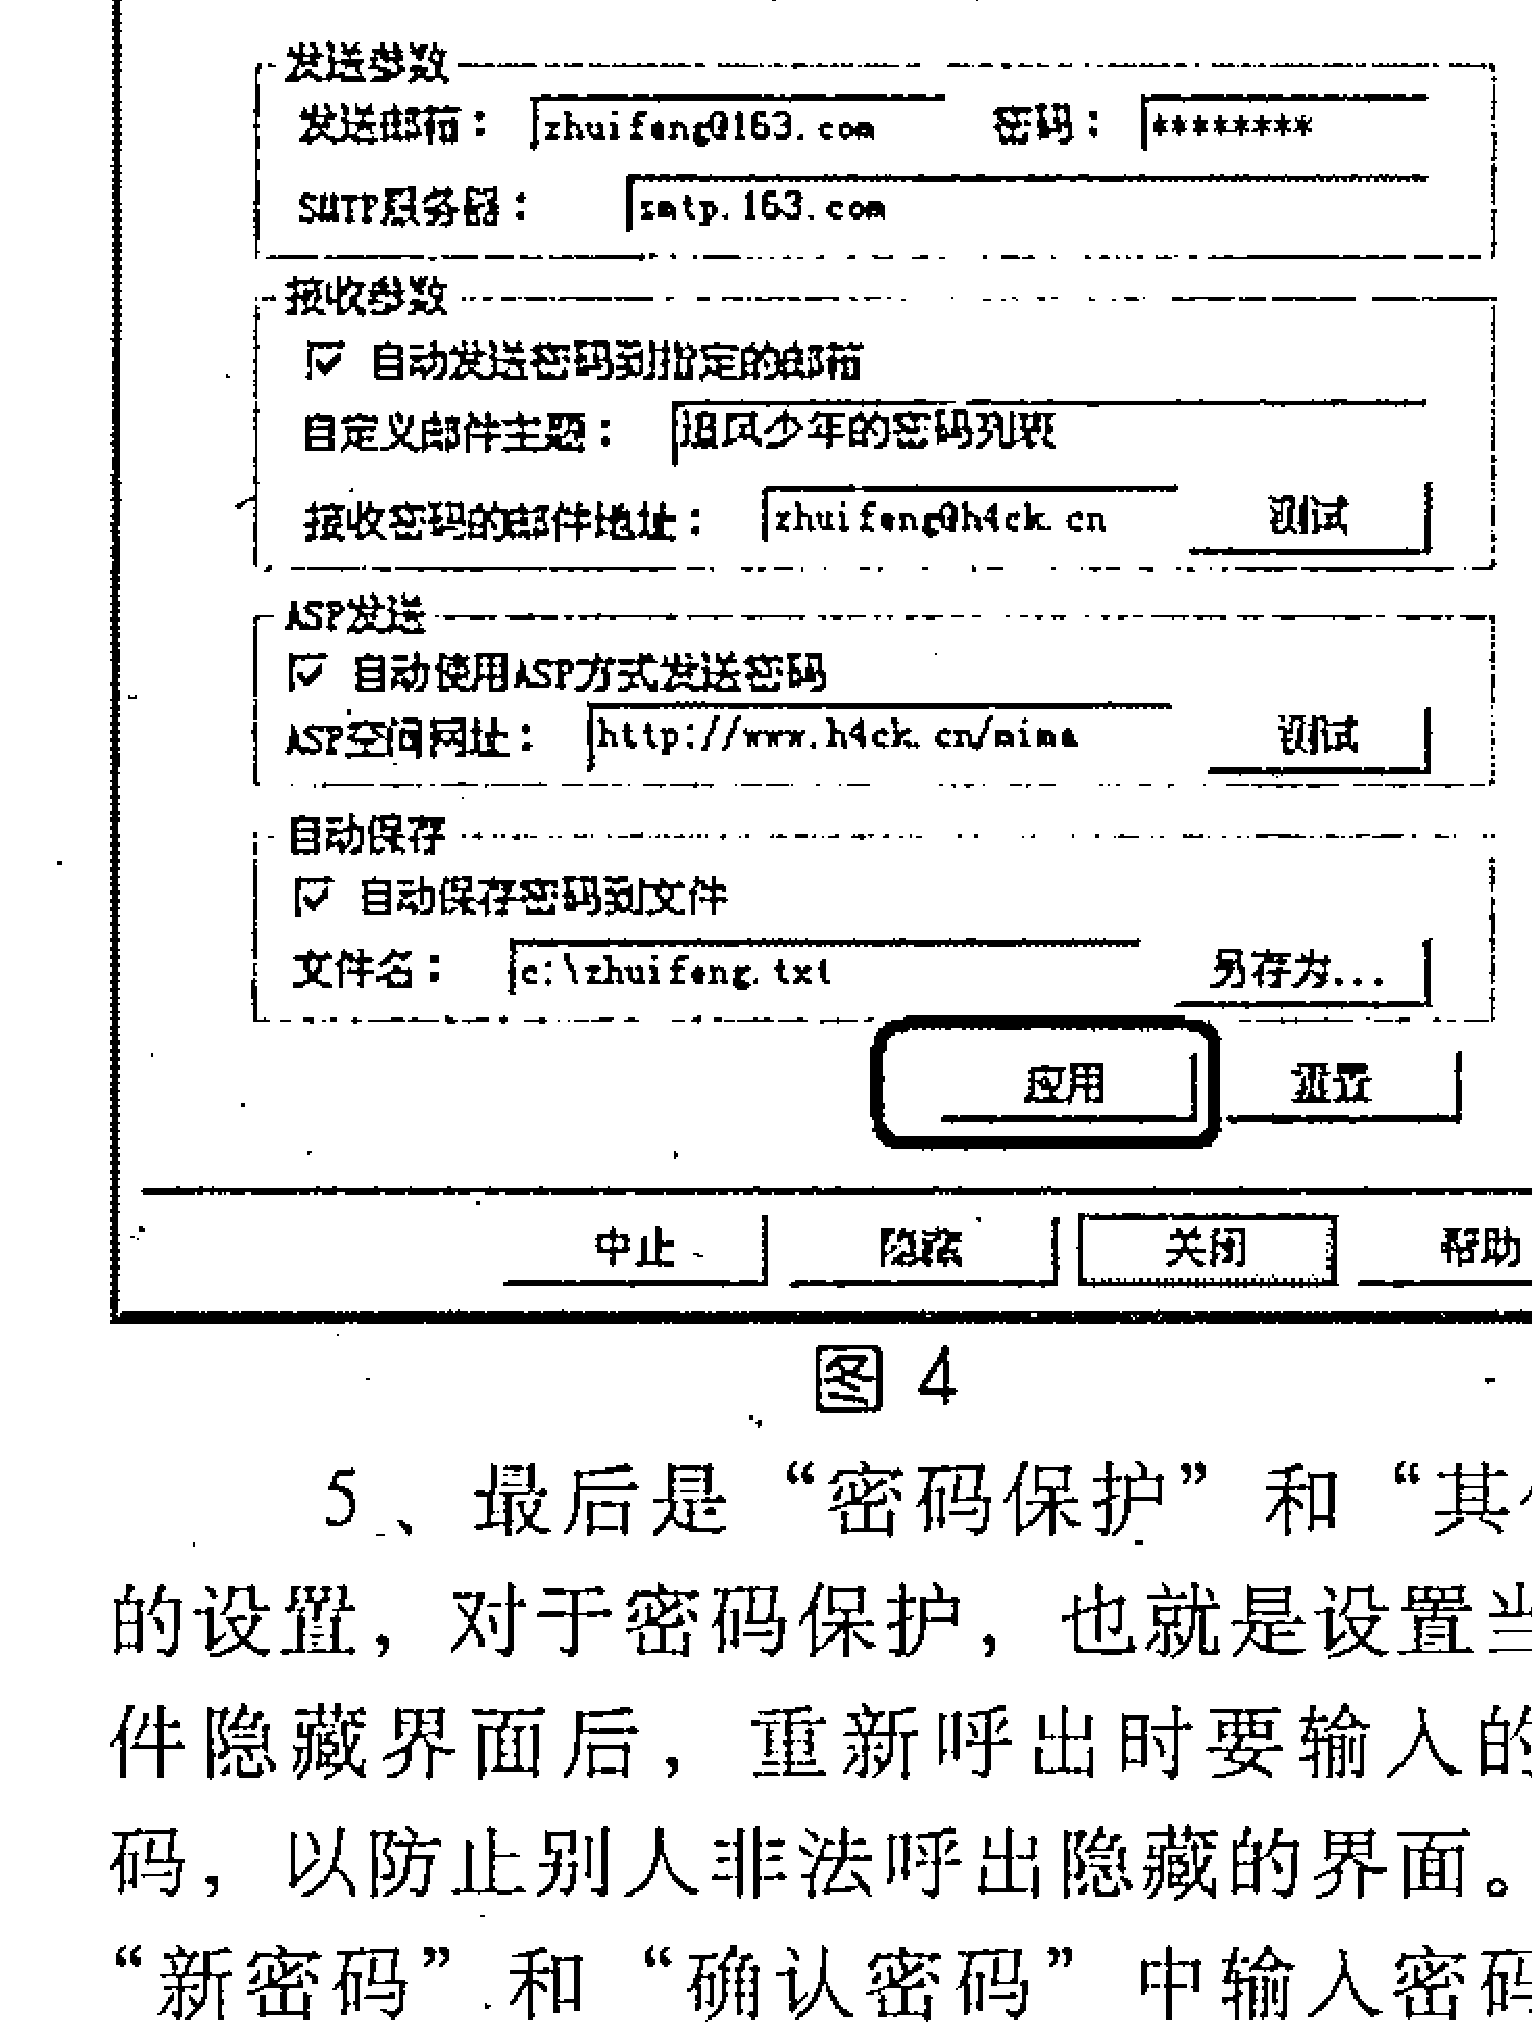 发送参数
发送邮箱： zhuifeng@163.com 密码： ********
SMTP服务器： smtp.163.com
接收参数
自动发送密码到指定的邮箱
自定义邮件主题： 追风少年的密码列表
接收密码的邮件地址： zhuifeng@h4ck.cn 测试
ASP发送
自动使用ASP方式发送密码
ASP空间网址： http://www.h4ck.cn/mima 测试
自动保存
自动保存密码到文件
文件名： c:\zhuifeng.txt 另存为...
应用 重置
中止 隐藏 关闭 帮助
图 4
5、最后是“密码保护”和“其
的设置，对于密码保护，也就是设置当
件隐藏界面后，重新呼出时要输入的
码，以防止别人非法呼出隐藏的界面。
“新密码”和“确认密码”中输入密码